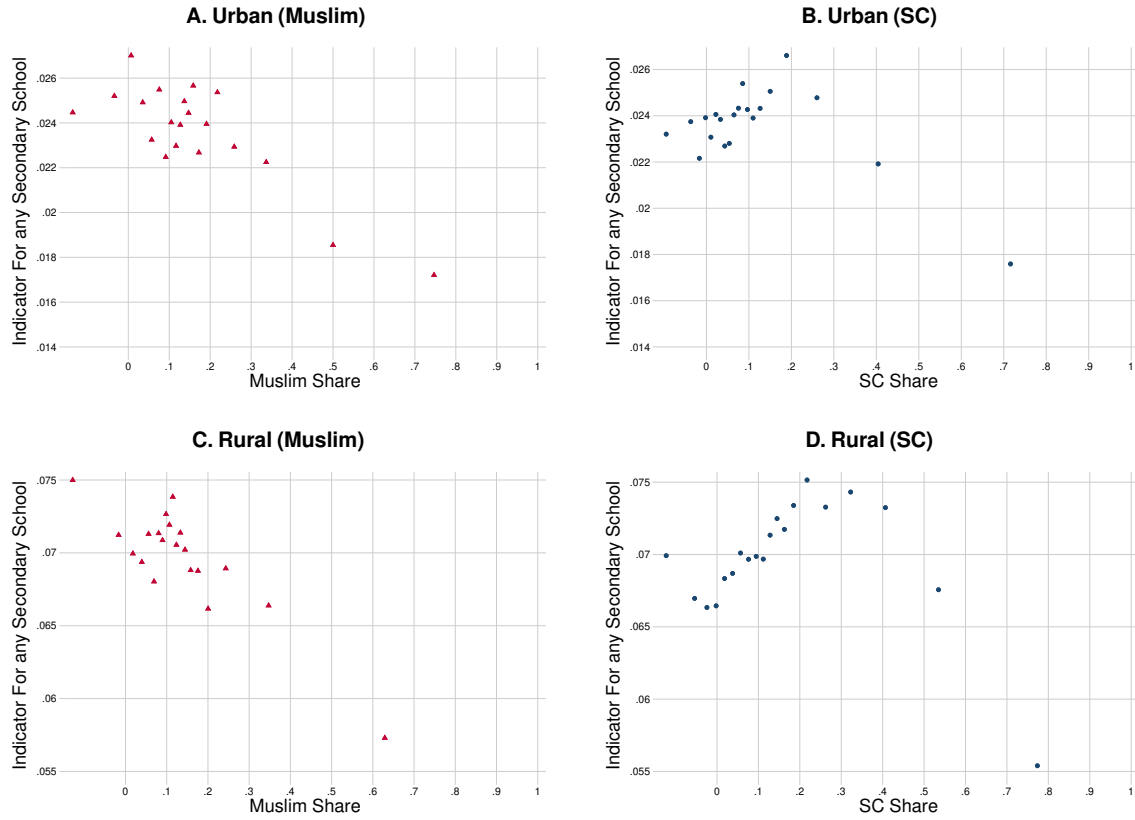 A. Urban (Muslim)
Indicator For any Secondary School
.026
.024
.022
.02
.018
.016
.014
0 .1 .2 .3 .4 .5 .6 .7 .8 .9 1
Muslim Share
B. Urban (SC)
Indicator For any Secondary School
.026
.024
.022
.02
.018
.016
.014
0 .1 .2 .3 .4 .5 .6 .7 .8 .9 1
SC Share
C. Rural (Muslim)
Indicator For any Secondary School
.075
.07
.065
.06
.055
0 .1 .2 .3 .4 .5 .6 .7 .8 .9 1
Muslim Share
D. Rural (SC)
Indicator For any Secondary School
.075
.07
.065
.06
.055
0 .1 .2 .3 .4 .5 .6 .7 .8 .9 1
SC Share